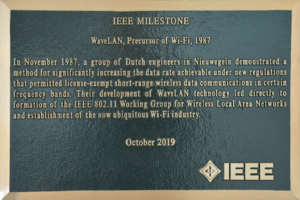 IEEE MILESTONE
WaveLAN, Precursor of Wi-Fi, 1987
In November 1987, a group of Dutch engineers in Nieuwegein demonstrated a
method for significantly increasing the data rate achievable under new regulations
that permitted license-exempt short-range wireless data communications in certain
frequency bands. Their development of WaveLAN technology led directly to
formation of the IEEE 802.11 Working Group for Wireless Local Area Networks
and establishment of the now ubiquitous Wi-Fi industry.
October 2019
IEEE